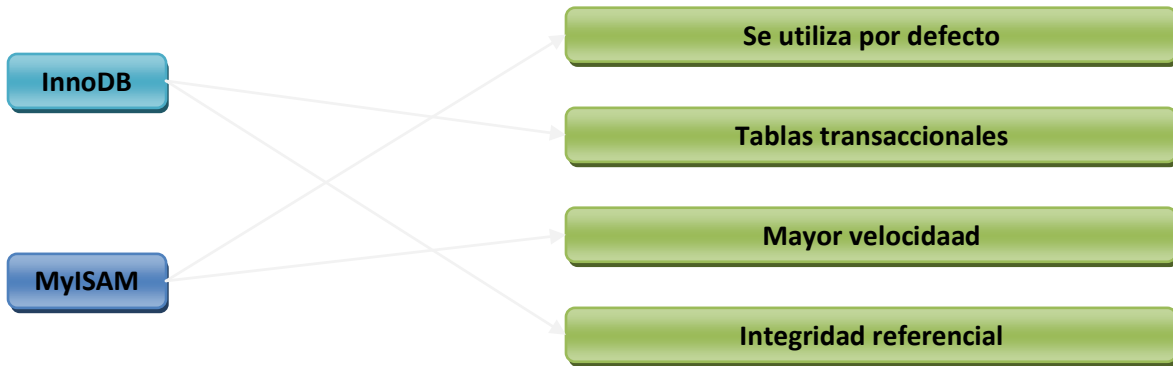 Se utiliza por defecto
InnoDB
Tablas transaccionales
Mayor velocidaad
MyISAM
Integridad referencial